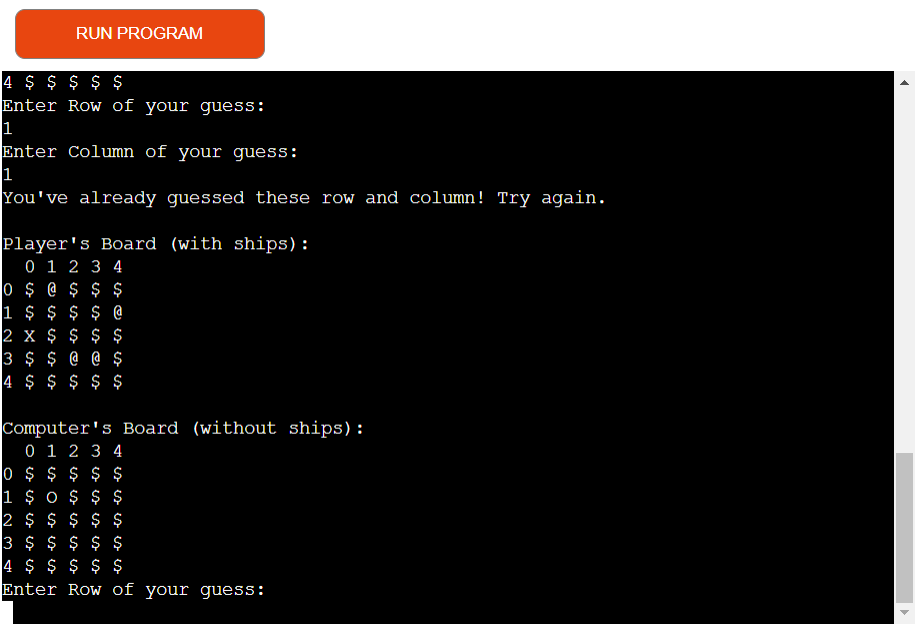 RUN PROGRAM
4 $ $ $ $ $
Enter Row of your guess:
1
Enter Column of your guess:
1
You've already guessed these row and column! Try again.
Player's Board (with ships):
0 1 2 3 4
0 $ @ $ $ $
1 $ $ $ $ @
2 X $ $ $ $
3 $ $ @ @ $
4 $ $ $ $ $
Computer's Board (without ships):
0 1 2 3 4
0 $ $ $ $ $
1 $ O $ $ $
2 $ $ $ $ $
3 $ $ $ $ $
4 $ $ $ $ $
Enter Row of your guess: